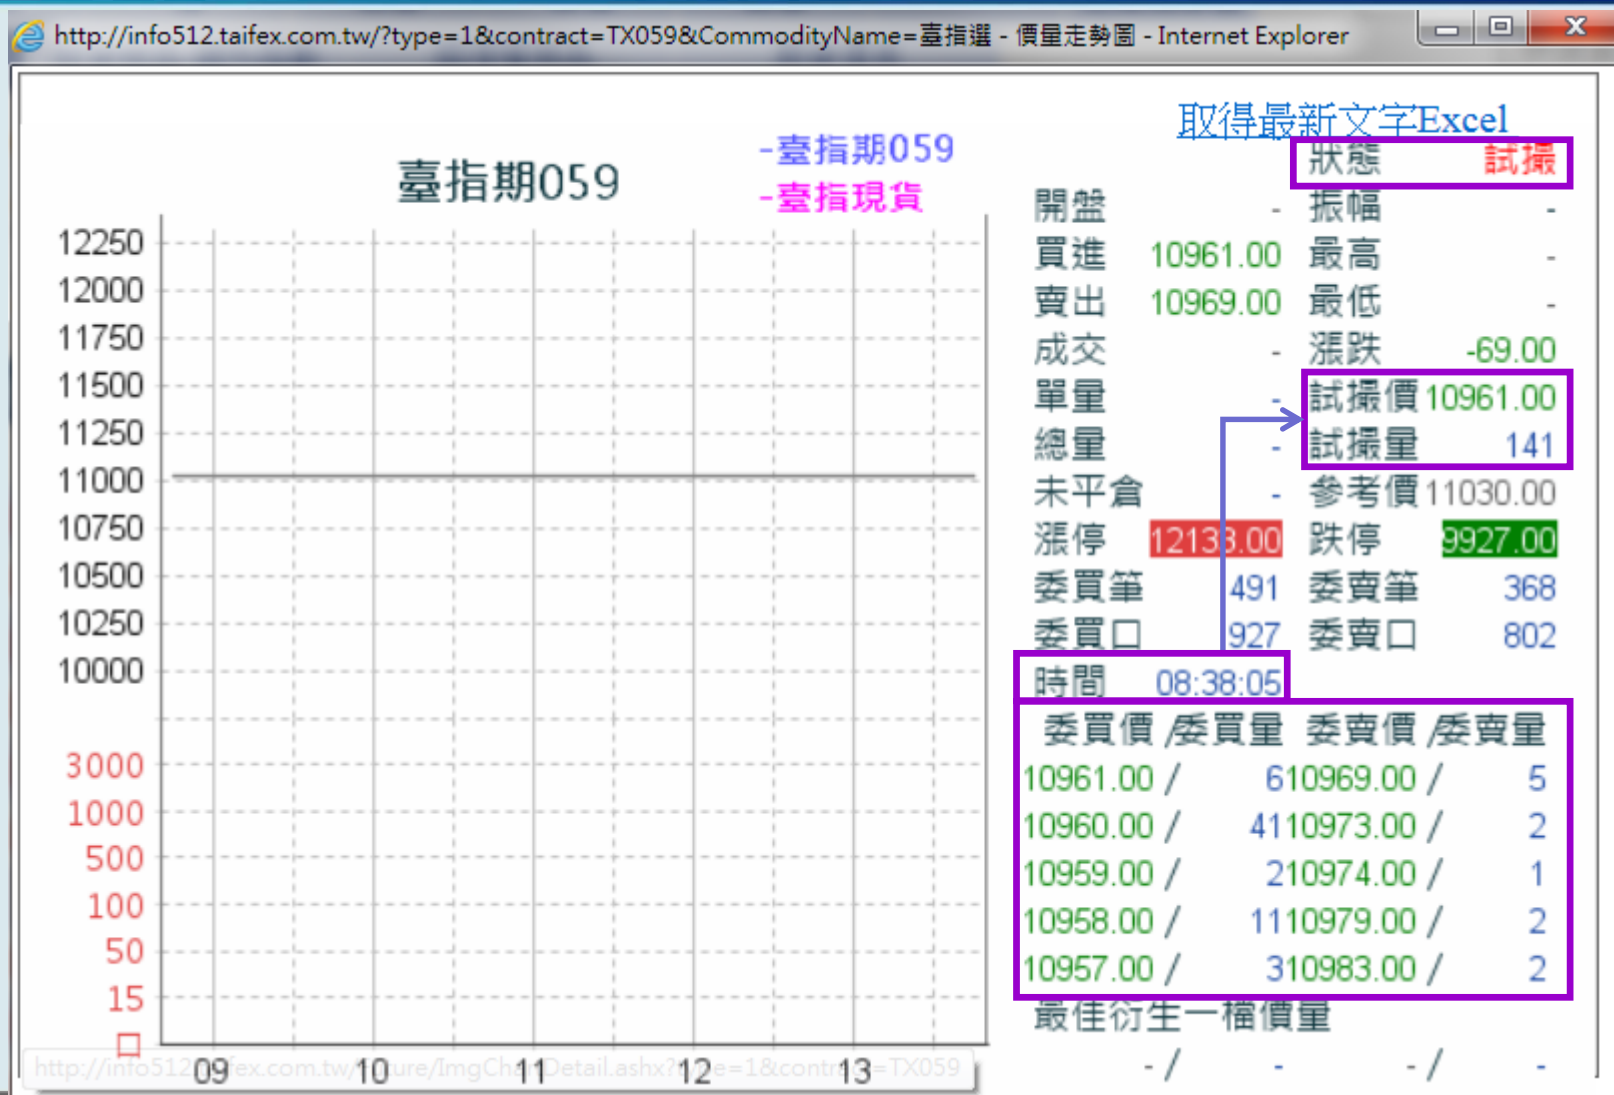 http://info512.taifex.com.tw/?type=1&contract=TX059&CommodityName=臺指選 - 價量走勢圖 - Internet Explorer
取得最新文字Excel
臺指期059
-臺指期059
-臺指現貨
狀態 試撮
開盤 - 振幅 -
買進 10961.00 最高 -
賣出 10969.00 最低 -
成交 - 漲跌 -69.00
單量 - 試撮價 10961.00
總量 - 試撮量 141
未平倉 - 參考價 11030.00
漲停 12133.00 跌停 9927.00
委買筆 491 委賣筆 368
委買口 927 委賣口 802
時間 08:38:05
委買價 /委買量 委賣價 /委賣量
10961.00 / 6 10969.00 / 5
10960.00 / 41 10973.00 / 2
10959.00 / 2 10974.00 / 1
10958.00 / 11 10979.00 / 2
10957.00 / 3 10983.00 / 2
最佳衍生一檔價量
- / - - / -
12250
12000
11750
11500
11250
11000
10750
10500
10250
10000
3000
1000
500
100
50
15
口
09 10 11 12 13